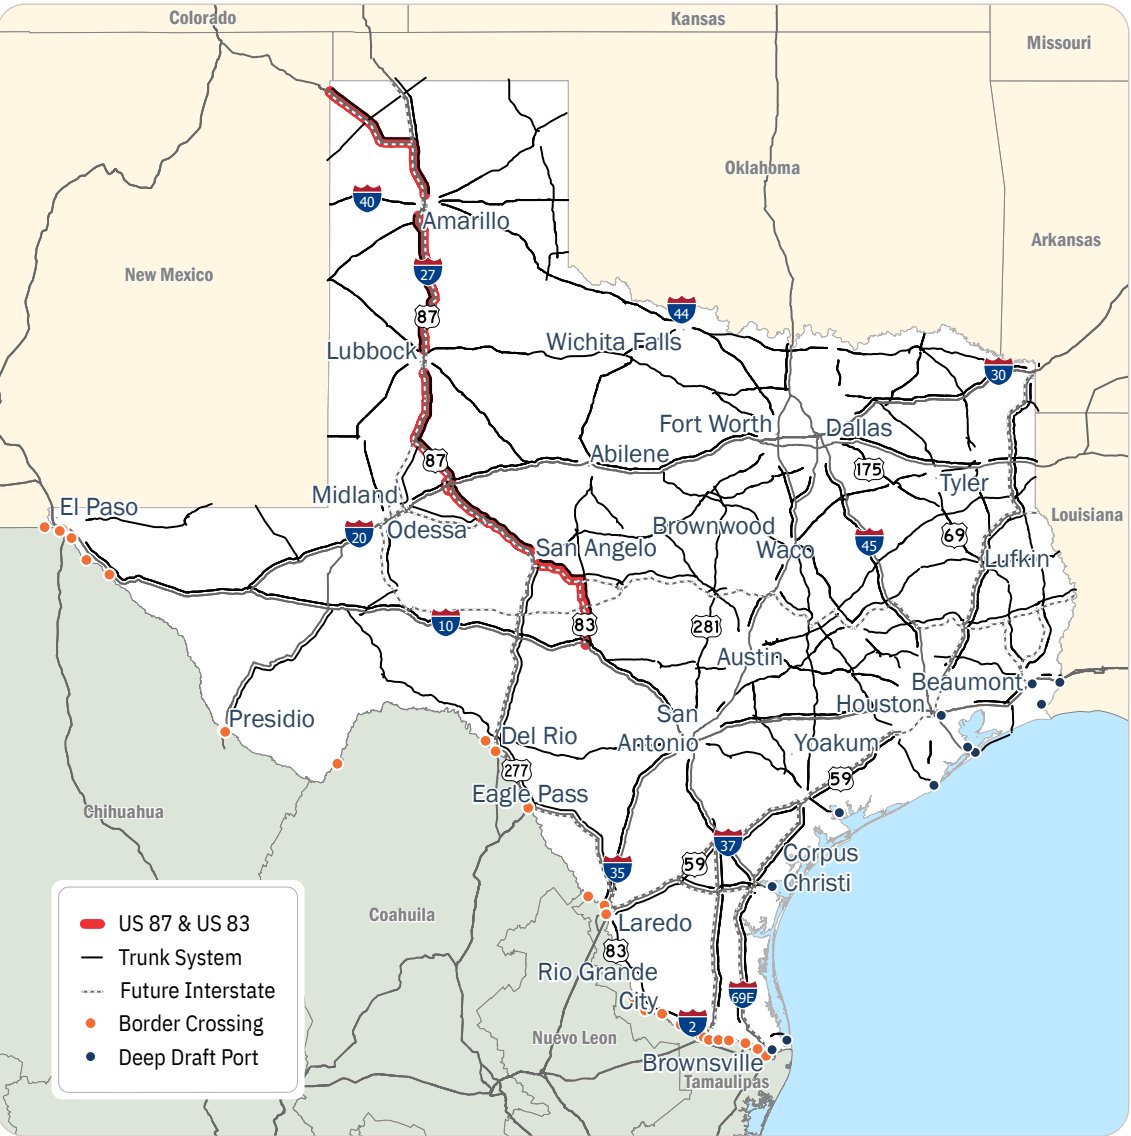 Colorado
Kansas
Missouri
Oklahoma
40
Amarillo
Arkansas
New Mexico
27
44
87
Wichita Falls
Lubbock
30
Fort Worth
Dallas
87
Abilene
175
Midland
Tyler
El Paso
Louisiana
20
Odessa
Brownwood
69
San Angelo
Waco
45
Lufkin
10
83
281
Austin
Beaumont
Houston
Presidio
San
Antonio
Del Rio
Yoakum
277
59
Eagle Pass
Chihuahua
37
Corpus
Christi
59
35
Coahuila
Laredo
83
Rio Grande
City
69E
2
Nuevo Leon
Brownsville
Tamaulipas
US 87 & US 83
Trunk System
Future Interstate
Border Crossing
Deep Draft Port